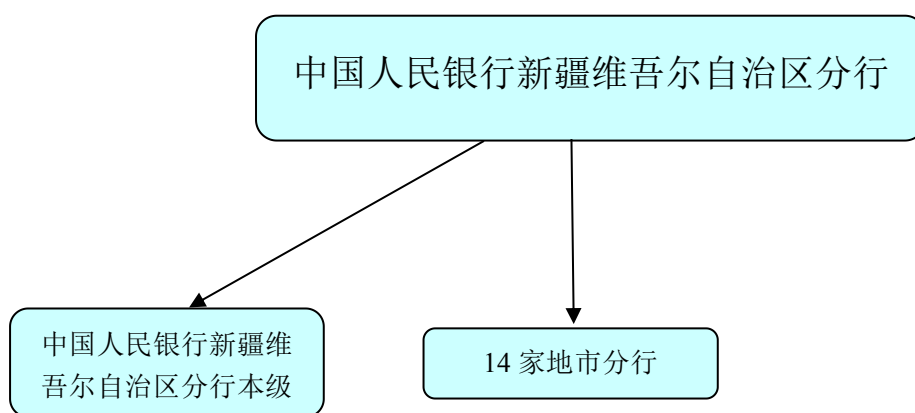 中国人民银行新疆维吾尔自治区分行
中国人民银行新疆维
吾尔自治区分行本级
14 家地市分行